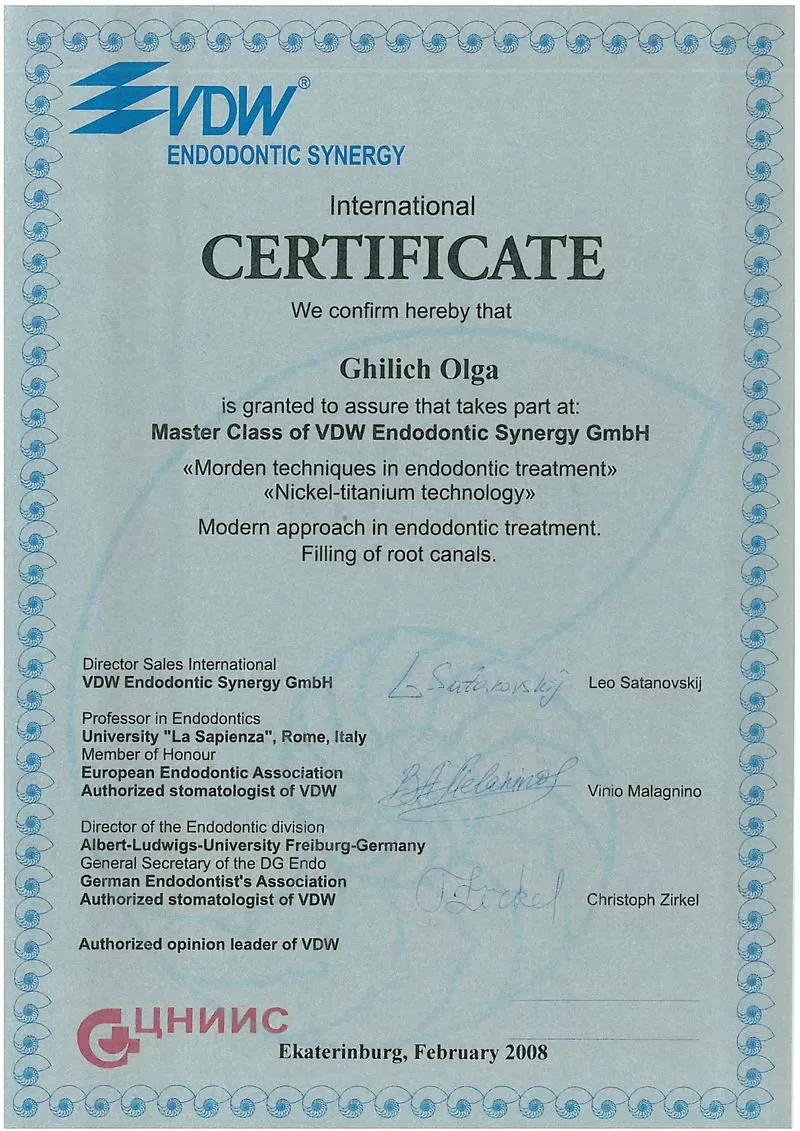 VDW®
ENDODONTIC SYNERGY
International
CERTIFICATE
We confirm hereby that
Ghilich Olga
is granted to assure that takes part at:
Master Class of VDW Endodontic Synergy GmbH
«Morden techniques in endodontic treatment»
«Nickel-titanium technology»
Modern approach in endodontic treatment.
Filling of root canals.
Director Sales International
VDW Endodontic Synergy GmbH
L Satanovskij
Leo Satanovskij
Professor in Endodontics
University "La Sapienza", Rome, Italy
Member of Honour
European Endodontic Association
Authorized stomatologist of VDW
Vinio Malagnino
Director of the Endodontic division
Albert-Ludwigs-University Freiburg-Germany
General Secretary of the DG Endo
German Endodontist's Association
Authorized stomatologist of VDW
Christoph Zirkel
Authorized opinion leader of VDW
ЦНИИС
Ekaterinburg, February 2008